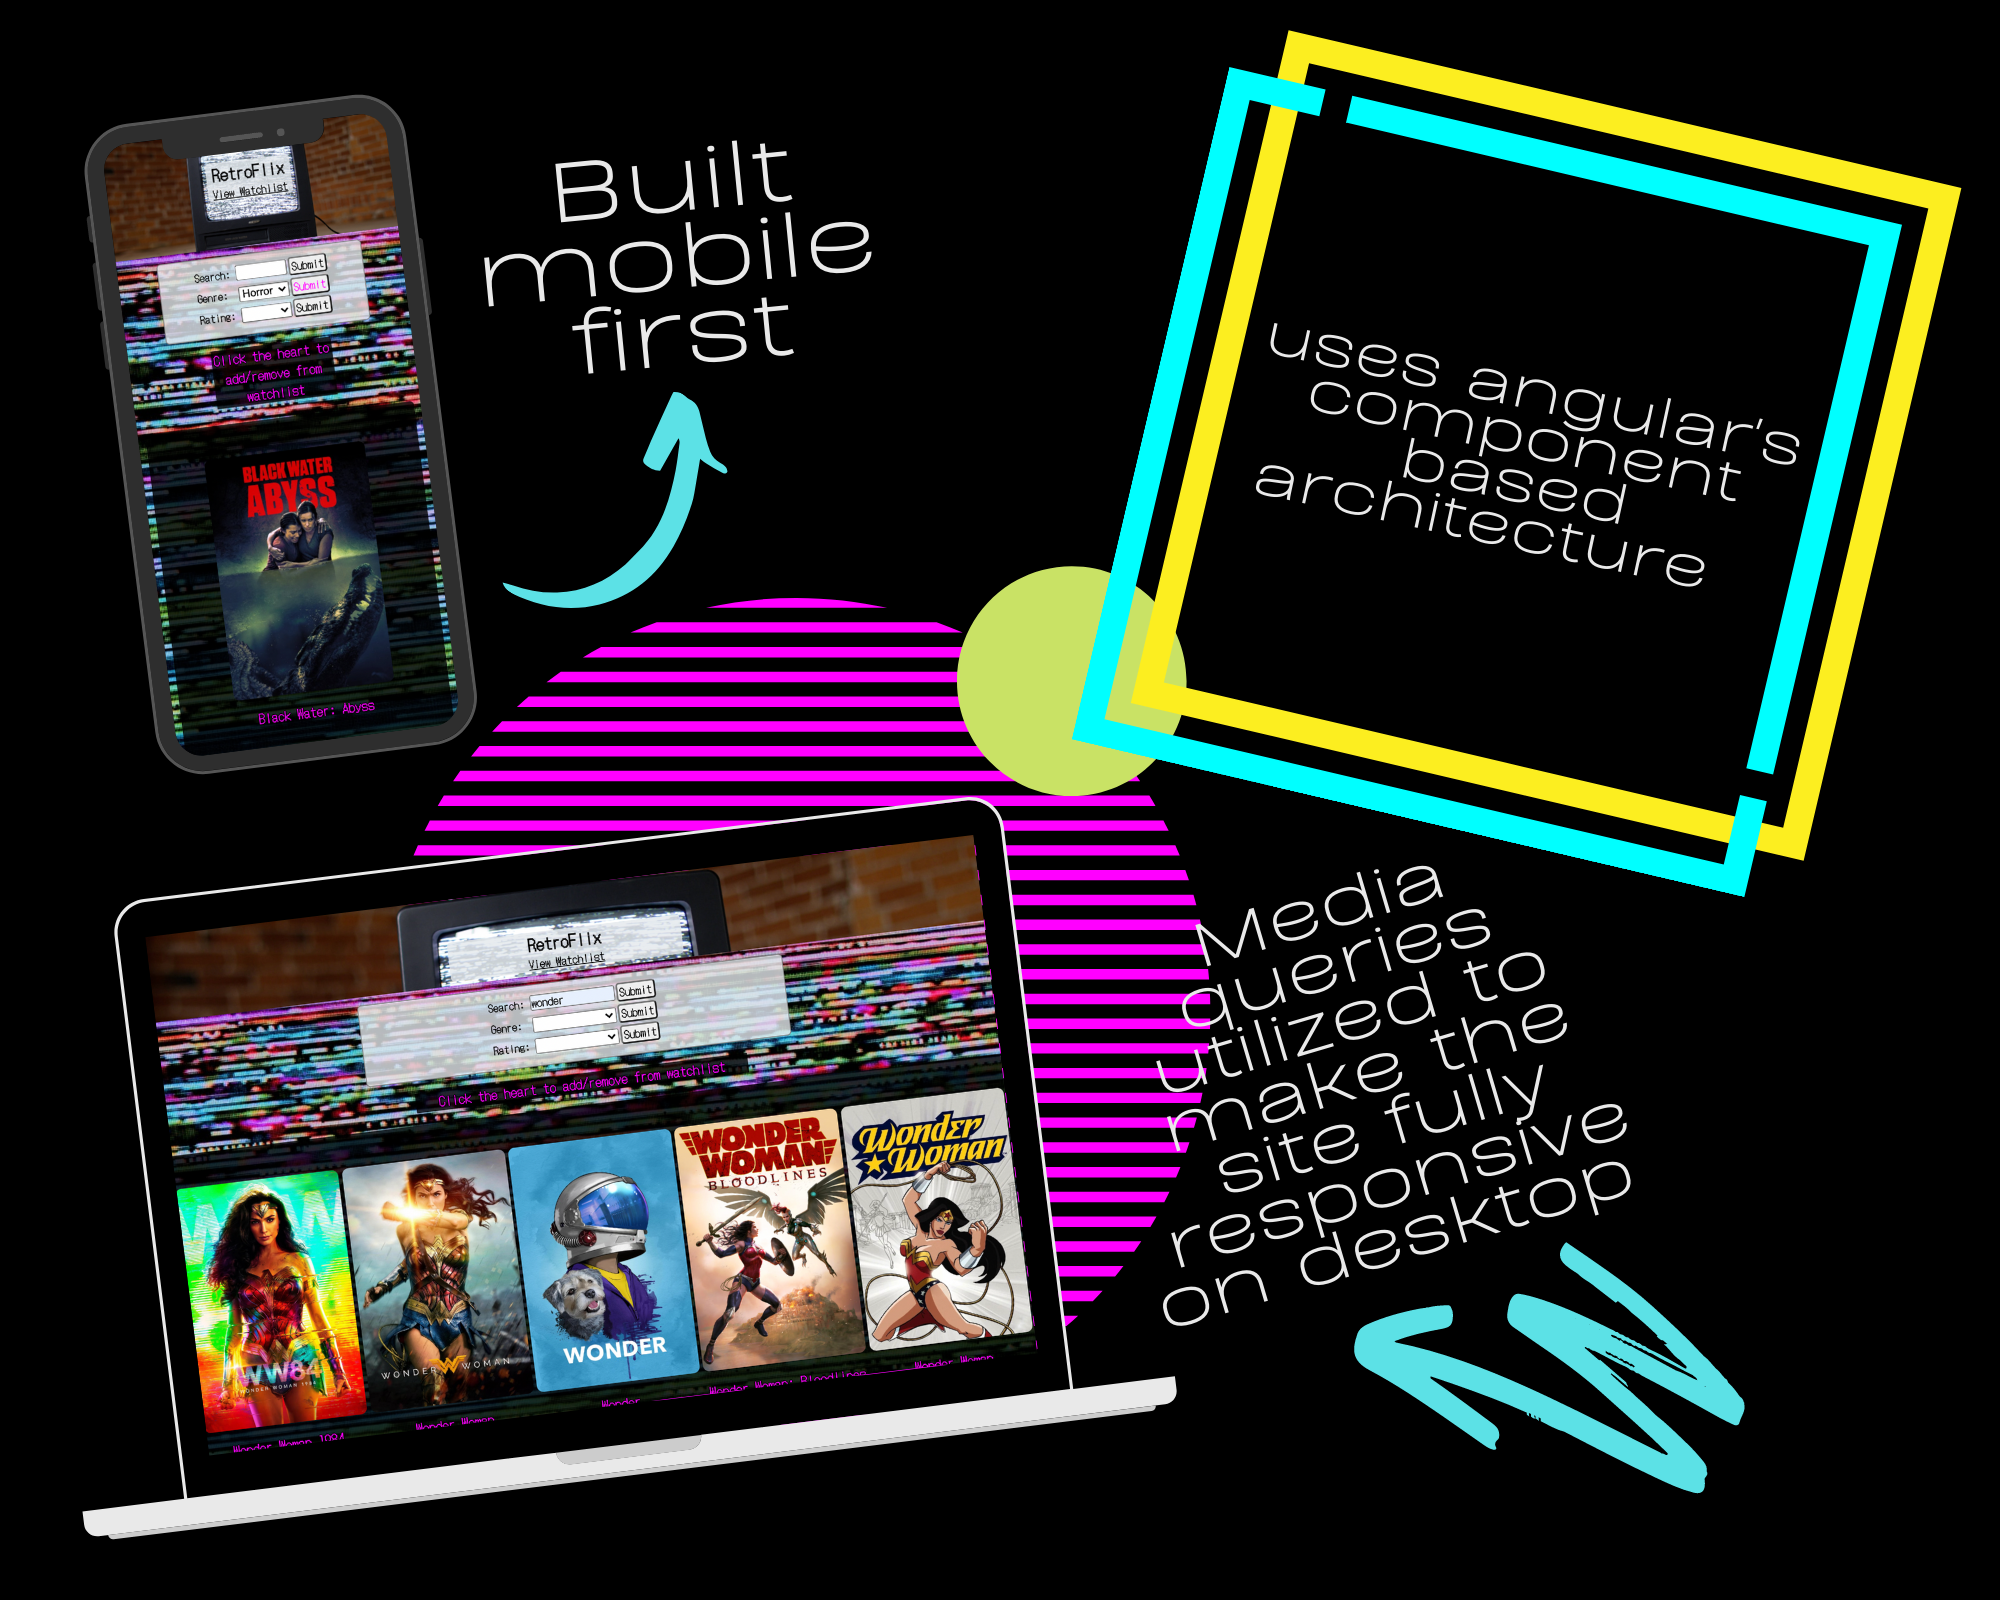 RetroFlix
View Watchlist
Search: Submit
Genre: Horror Submit
Rating: Submit
Click the heart to
add/remove from
watchlist
BLACK WATER
ABYSS
Black Water: Abyss
Built
mobile
first
uses angular's
component
based
architecture
RetroFlix
View Watchlist
Search: wonder Submit
Genre: Submit
Rating: Submit
Click the heart to add/remove from watchlist
WW84
WONDER WOMAN 1984
WONDER WOMAN
WONDER
WONDER
WOMAN
BLOODLINES
Wonder
Woman
Wonder Woman 1984
Wonder Woman
Wonder
Wonder Woman: Bloodlines
Wonder Woman
Media
queries
utilized to
make the
site fully
responsive
on desktop